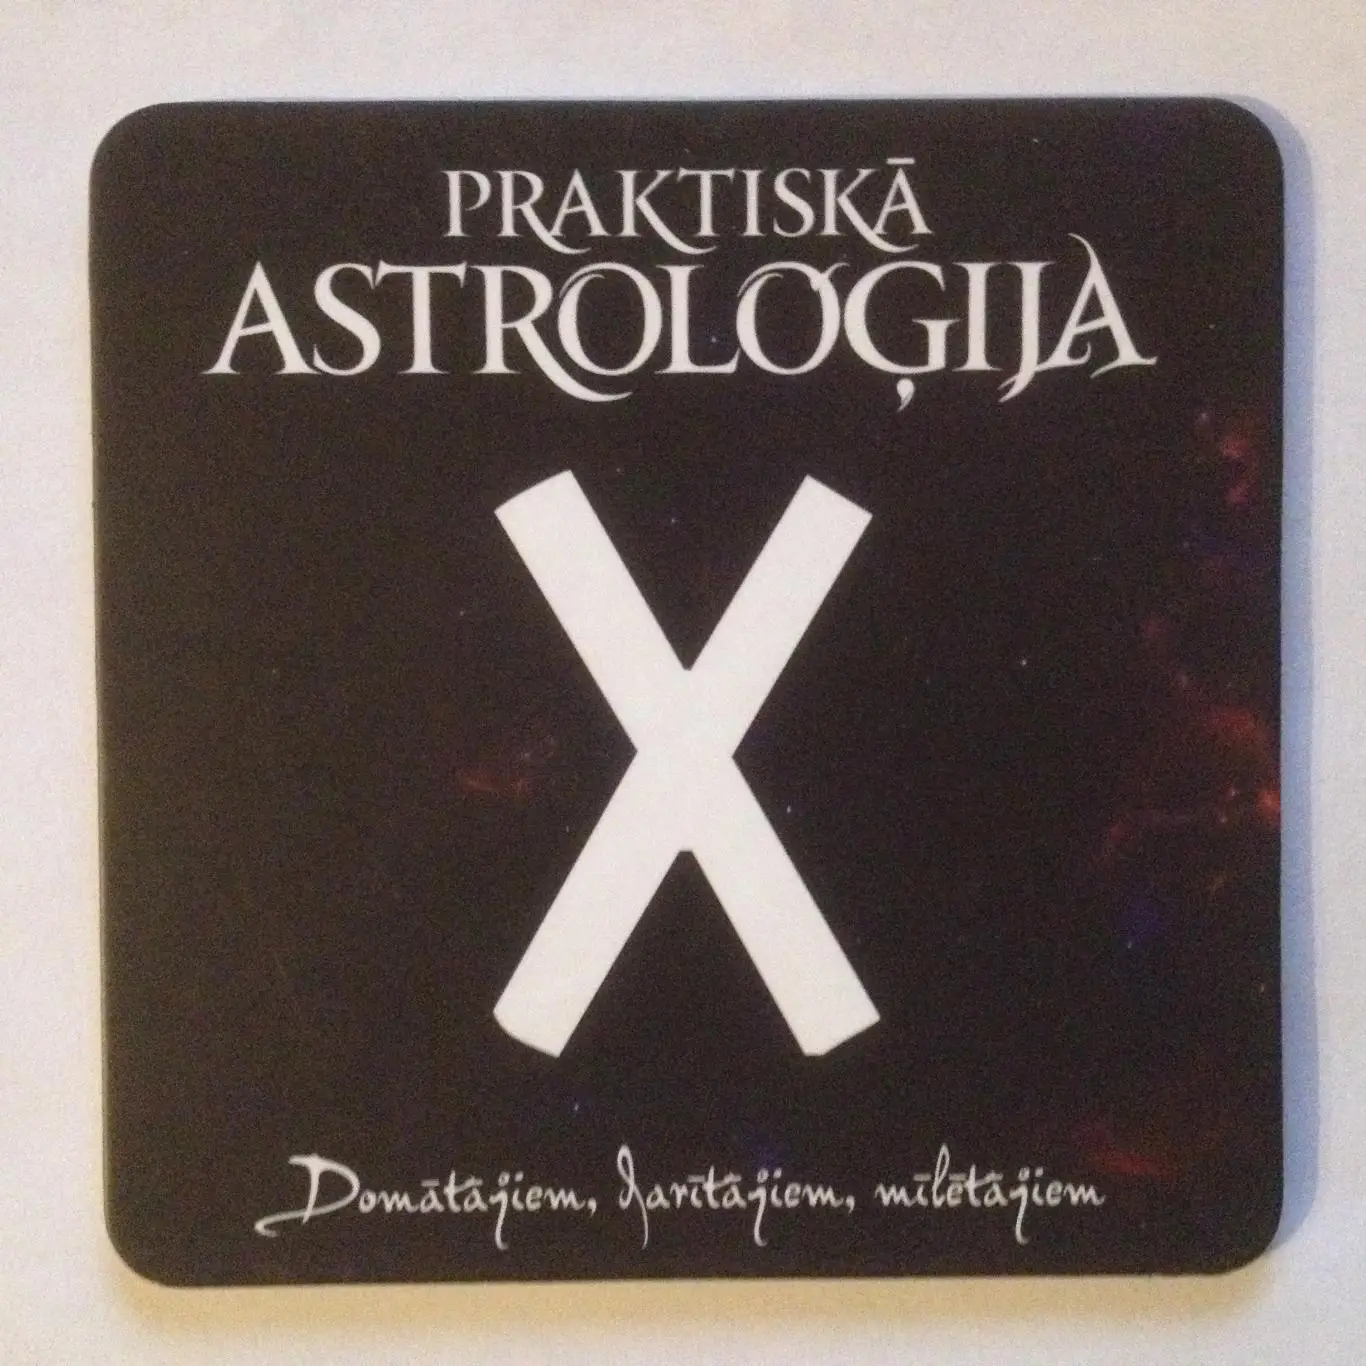 PRAKTISKĀ
ASTROLOĢIJA
X
Domātājiem, darītājiem, mīlētājiem